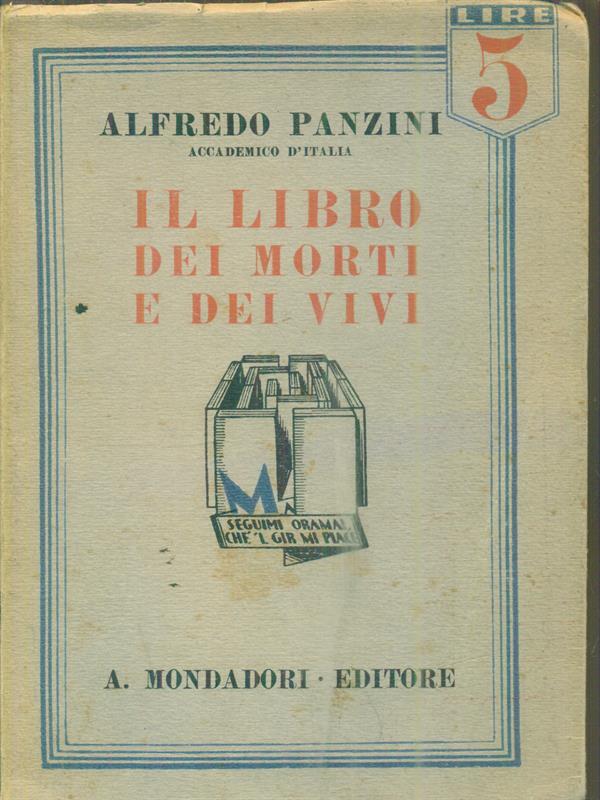 LIRE
5
ALFREDO PANZINI
ACCADEMICO D'ITALIA
IL LIBRO
DEI MORTI
E DEI VIVI
M
SEGUIMI ORAMAI,
CHÉ 'L GIR MI PIACE
A. MONDADORI · EDITORE